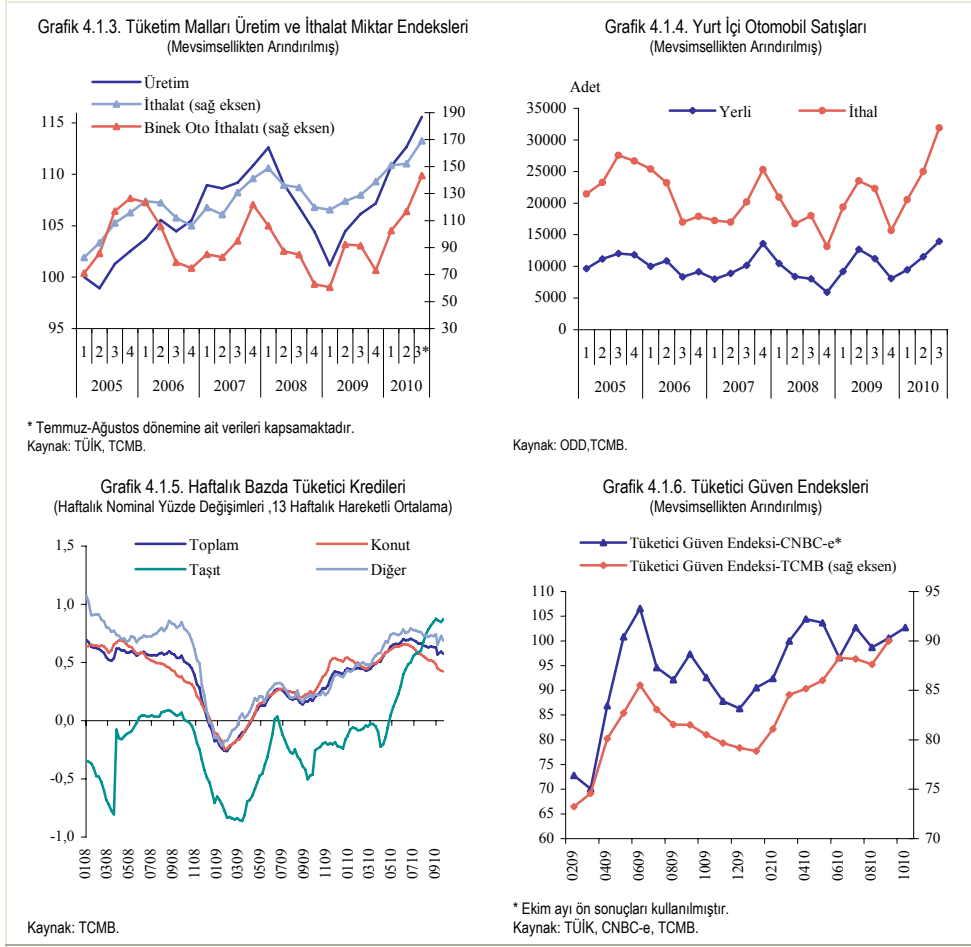 Grafik 4.1.3. Tüketim Malları Üretim ve İthalat Miktar Endeksleri
(Mevsimsellikten Arındırılmış)
Üretim
İthalat (sağ eksen)
Binek Oto İthalatı (sağ eksen)
115
110
105
100
95
190
170
150
130
110
90
70
50
30
1 2 3 4 1 2 3 4 1 2 3 4 1 2 3 4 1 2 3 4 1 2 3*
2005 2006 2007 2008 2009 2010
* Temmuz-Ağustos dönemine ait verileri kapsamaktadır.
Kaynak: TÜİK, TCMB.
Grafik 4.1.4. Yurt İçi Otomobil Satışları
(Mevsimsellikten Arındırılmış)
Adet
Yerli İthal
35000
30000
25000
20000
15000
10000
5000
0
1 2 3 4 1 2 3 4 1 2 3 4 1 2 3 4 1 2 3 4 1 2 3
2005 2006 2007 2008 2009 2010
Kaynak: ODD,TCMB.
Grafik 4.1.5. Haftalık Bazda Tüketici Kredileri
(Haftalık Nominal Yüzde Değişimleri ,13 Haftalık Hareketli Ortalama)
Toplam Konut
Taşıt Diğer
1,5
1,0
0,5
0,0
-0,5
-1,0
0108 0308 0508 0708 0908 1108 0109 0309 0509 0709 0909 1109 0110 0310 0510 0710 0910
Kaynak: TCMB.
Grafik 4.1.6. Tüketici Güven Endeksleri
(Mevsimsellikten Arındırılmış)
Tüketici Güven Endeksi-CNBC-e*
Tüketici Güven Endeksi-TCMB (sağ eksen)
110
105
100
95
90
85
80
75
70
65
60
95
90
85
80
75
70
0209 0409 0609 0809 1009 1209 0210 0410 0610 0810 1010
* Ekim ayı ön sonuçları kullanılmıştır.
Kaynak: TÜİK, CNBC-e, TCMB.